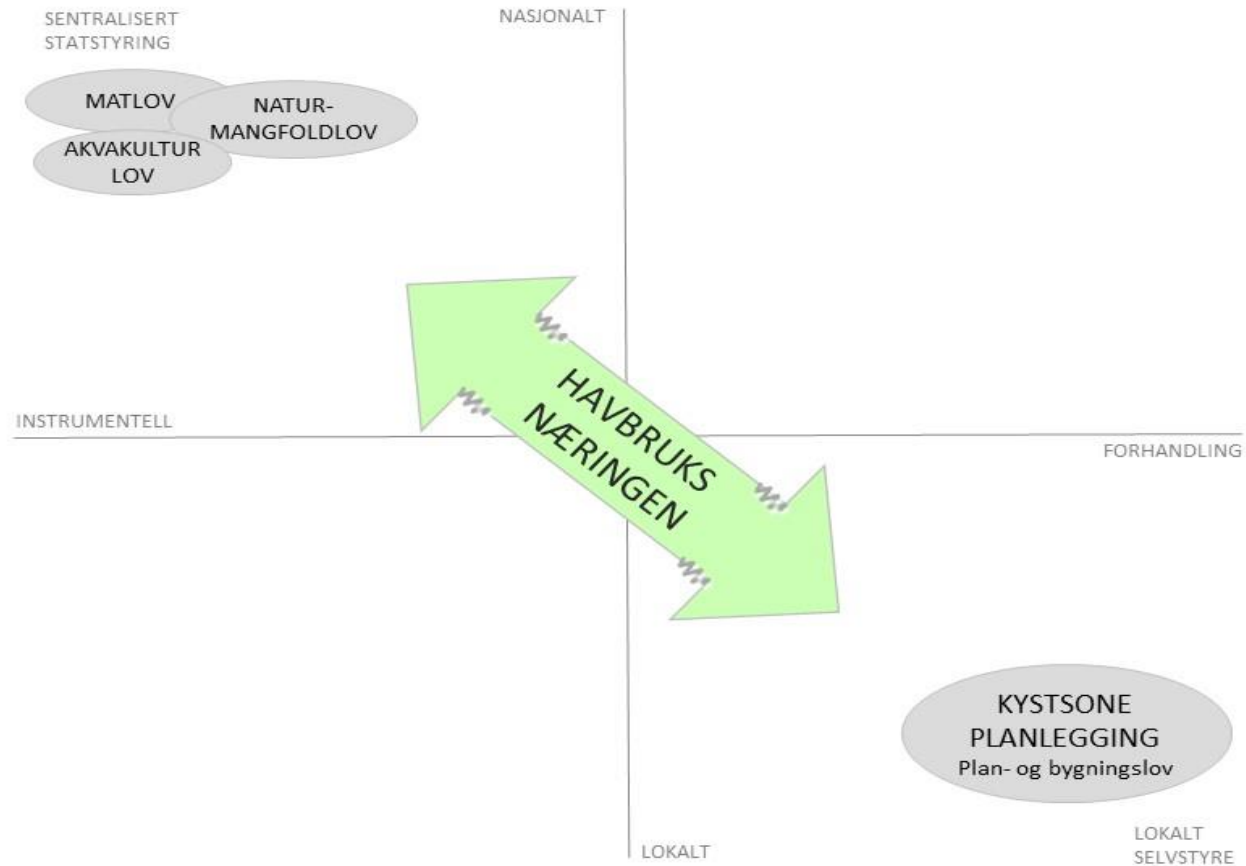 SENTRALISERT
STATSTYRING
NASJONALT
MATLOV
NATUR-
MANGFOLDLOV
AKVAKULTUR
LOV
INSTRUMENTELL
FORHANDLING
HAVBRUKS
NÆRINGEN
KYSTSONE
PLANLEGGING
Plan- og bygningslov
LOKALT
LOKALT
SELVSTYRE